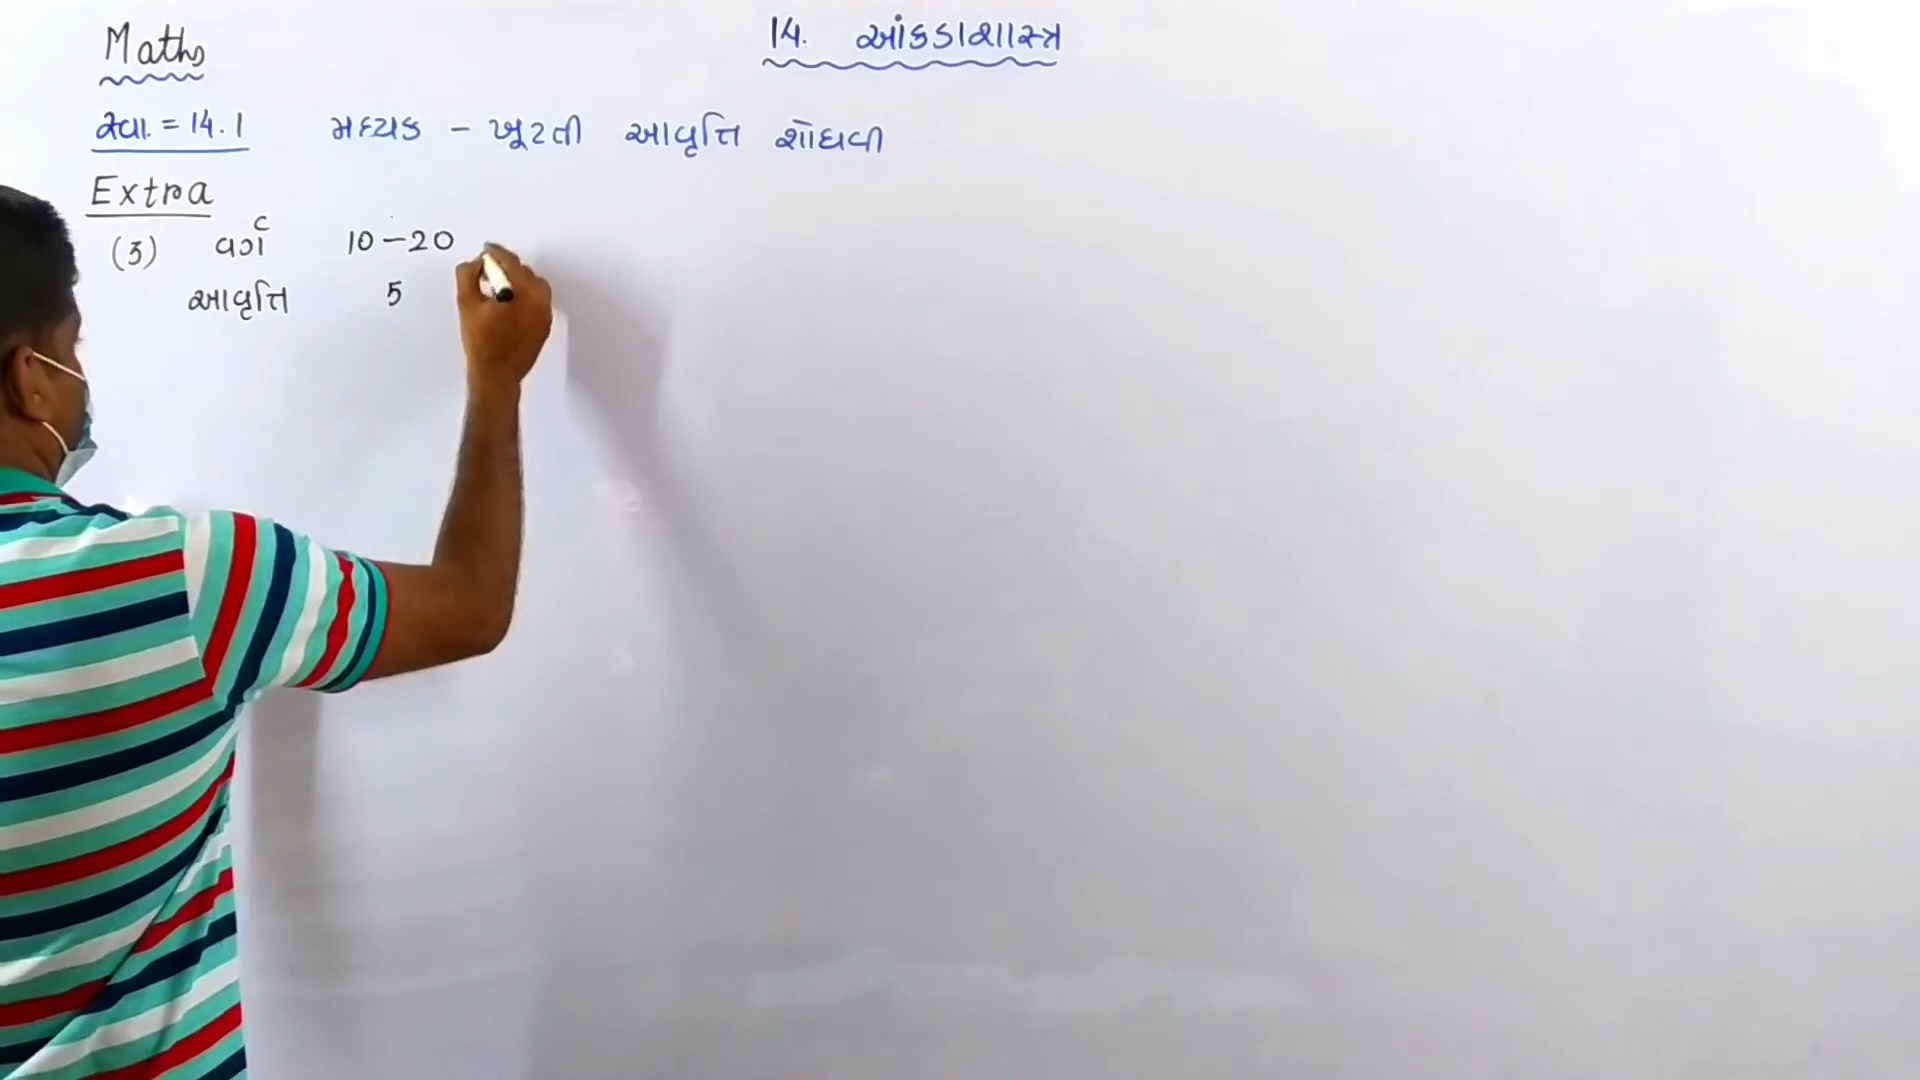 Maths
14. આંકડાશાસ્ત્ર
સ્વા. = 14.1 મધ્યક - ખૂટતી આવૃત્તિ શોધવી
Extra
(3) વર્ગ 10-20
આવૃત્તિ 5